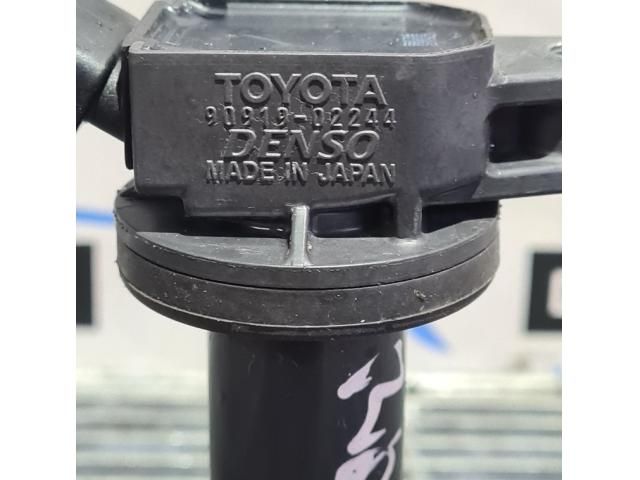 TOYOTA
90919-02244
DENSO
MADE IN JAPAN